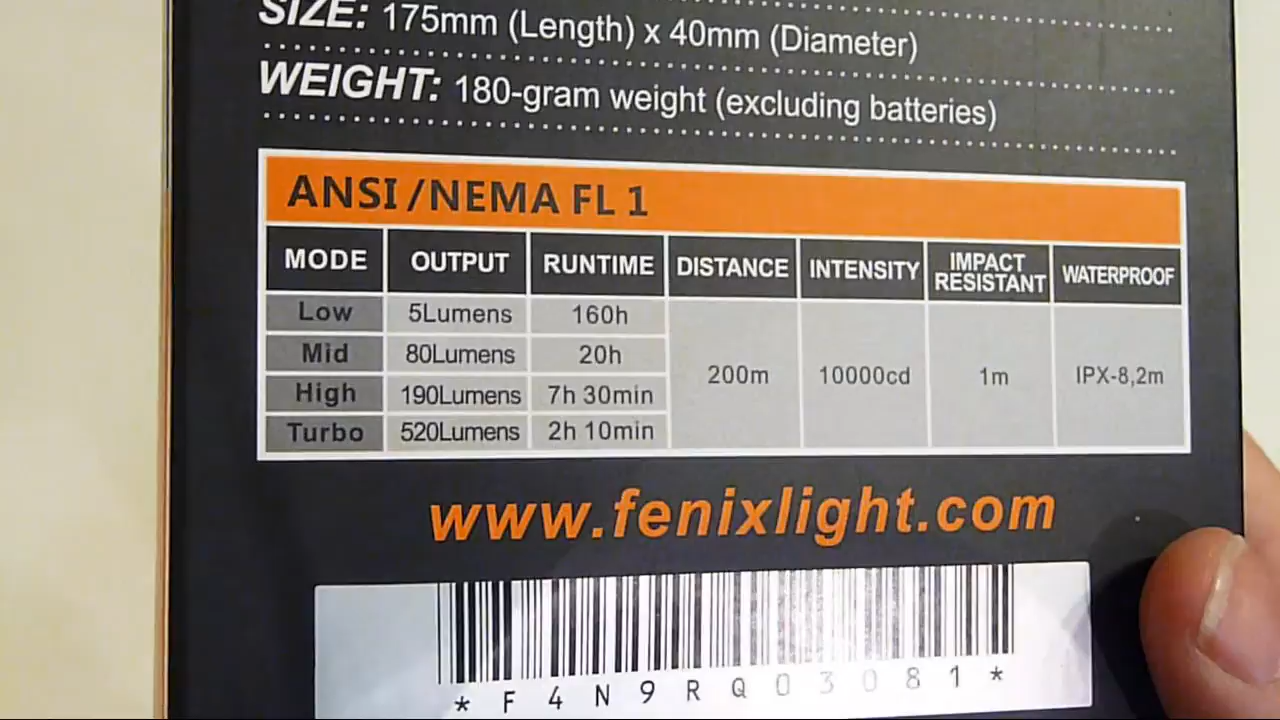 SIZE: 175mm (Length) x 40mm (Diameter)
WEIGHT: 180-gram weight (excluding batteries)
ANSI/NEMA FL 1
MODE OUTPUT RUNTIME DISTANCE INTENSITY IMPACT RESISTANT WATERPROOF
Low 5Lumens 160h
Mid 80Lumens 20h
200m 10000cd 1m IPX-8,2m
High 190Lumens 7h 30min
Turbo 520Lumens 2h 10min
www.fenixlight.com
*F4N9RQ03081*